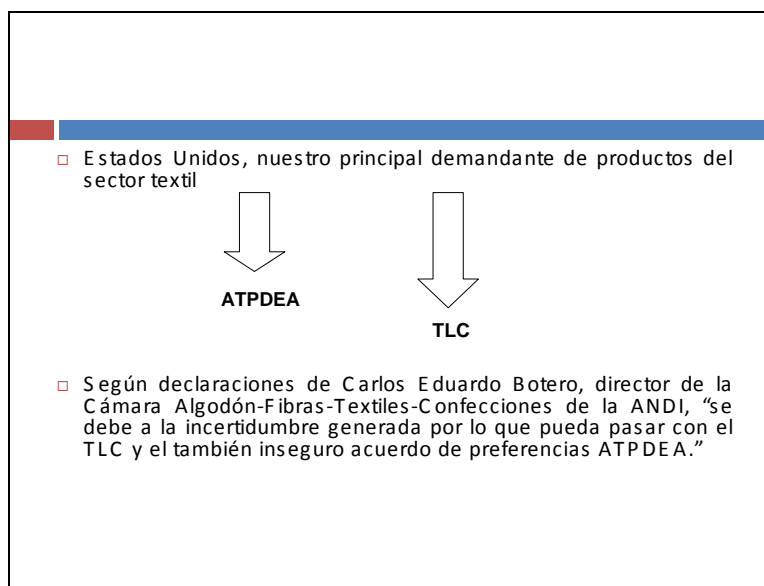 Estados Unidos, nuestro principal demandante de productos del
sector textil
ATPDEA
TLC
Según declaraciones de Carlos Eduardo Botero, director de la
Cámara Algodón-Fibras-Textiles-Confecciones de la ANDI, “se
debe a la incertidumbre generada por lo que pueda pasar con el
TLC y el también inseguro acuerdo de preferencias ATPDEA.”